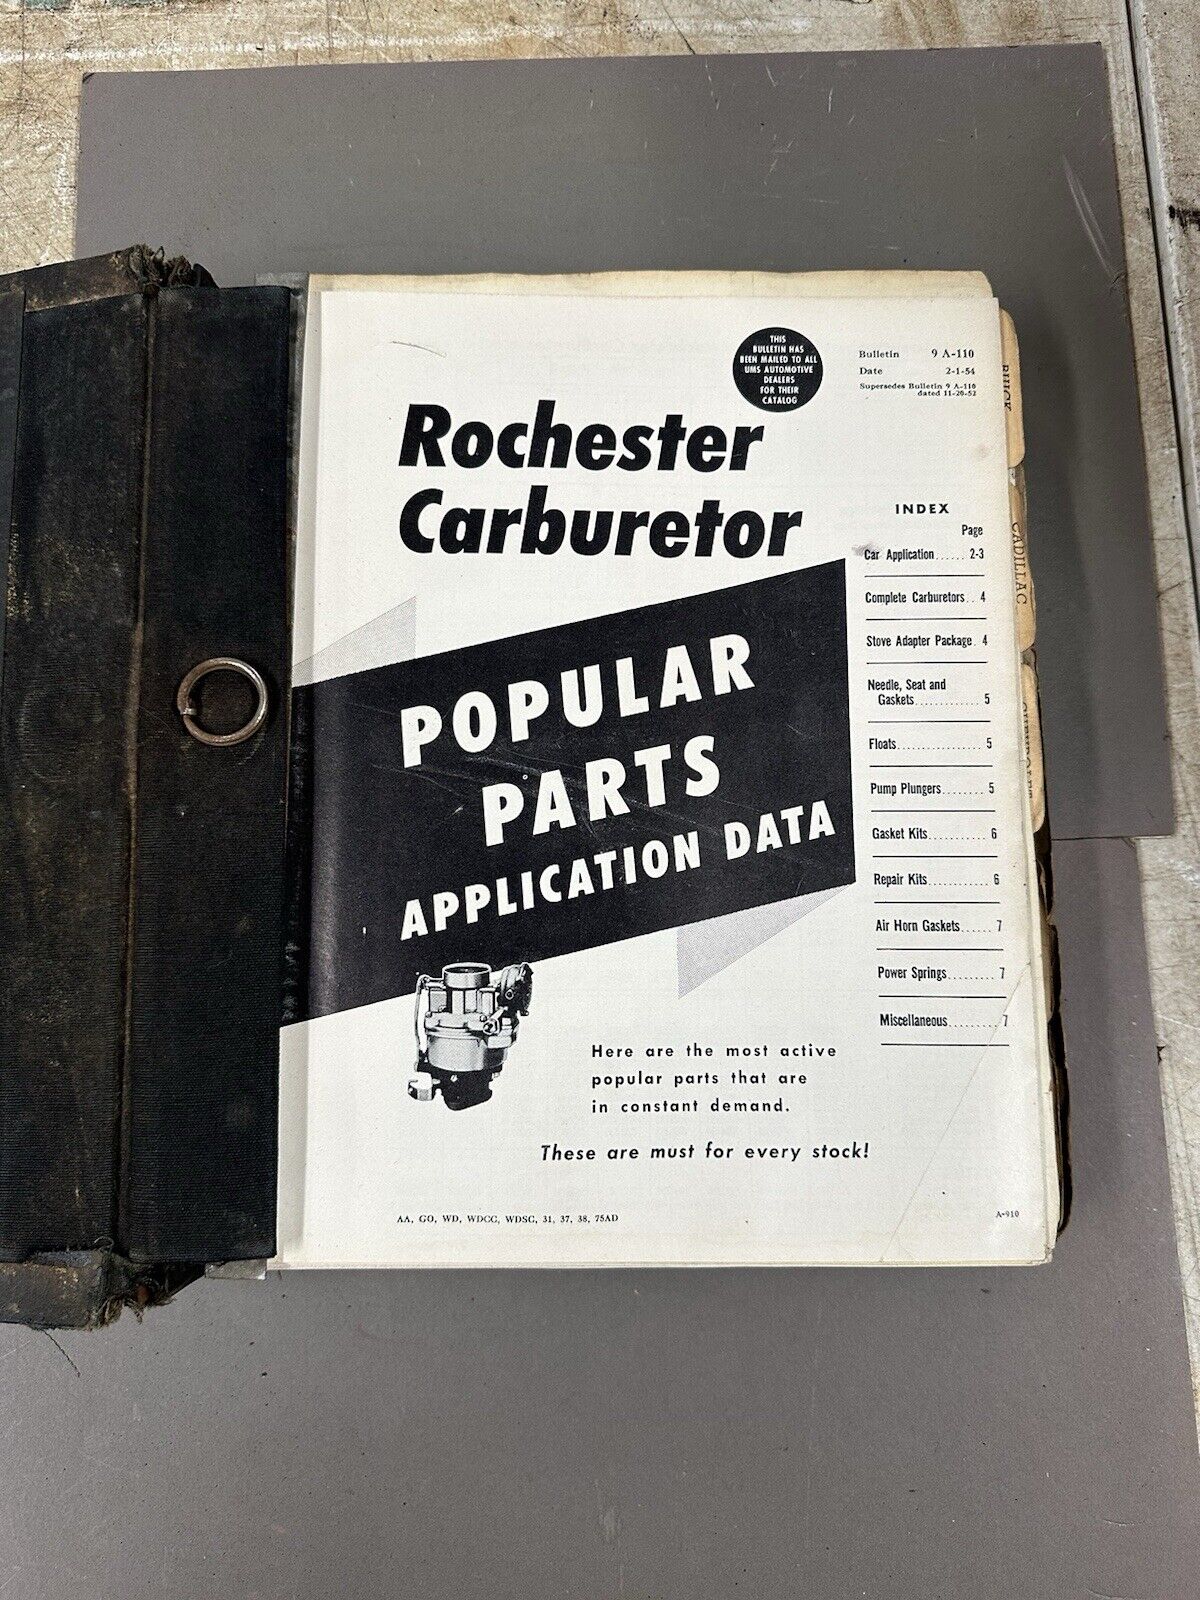 THIS
BULLETIN HAS
BEEN MAILED TO ALL
UMS AUTOMOTIVE
DEALERS
FOR THEIR
CATALOG
Bulletin 9 A-110
Date 2-1-54
Supersedes Bulletin 9 A-110
dated 11-20-52
Rochester
Carburetor
POPULAR
PARTS
APPLICATION DATA
INDEX
Page
Car Application...... 2-3
Complete Carburetors.. 4
Stove Adapter Package. 4
Needle, Seat and
Gaskets............. 5
Floats................. 5
Pump Plungers........ 5
Gasket Kits........... 6
Repair Kits............ 6
Air Horn Gaskets...... 7
Power Springs......... 7
Miscellaneous.......... 7
Here are the most active
popular parts that are
in constant demand.
These are must for every stock!
AA, GO, WD, WDCC, WDSC, 31, 37, 38, 75AD
A-910
BUICK
CADILLAC